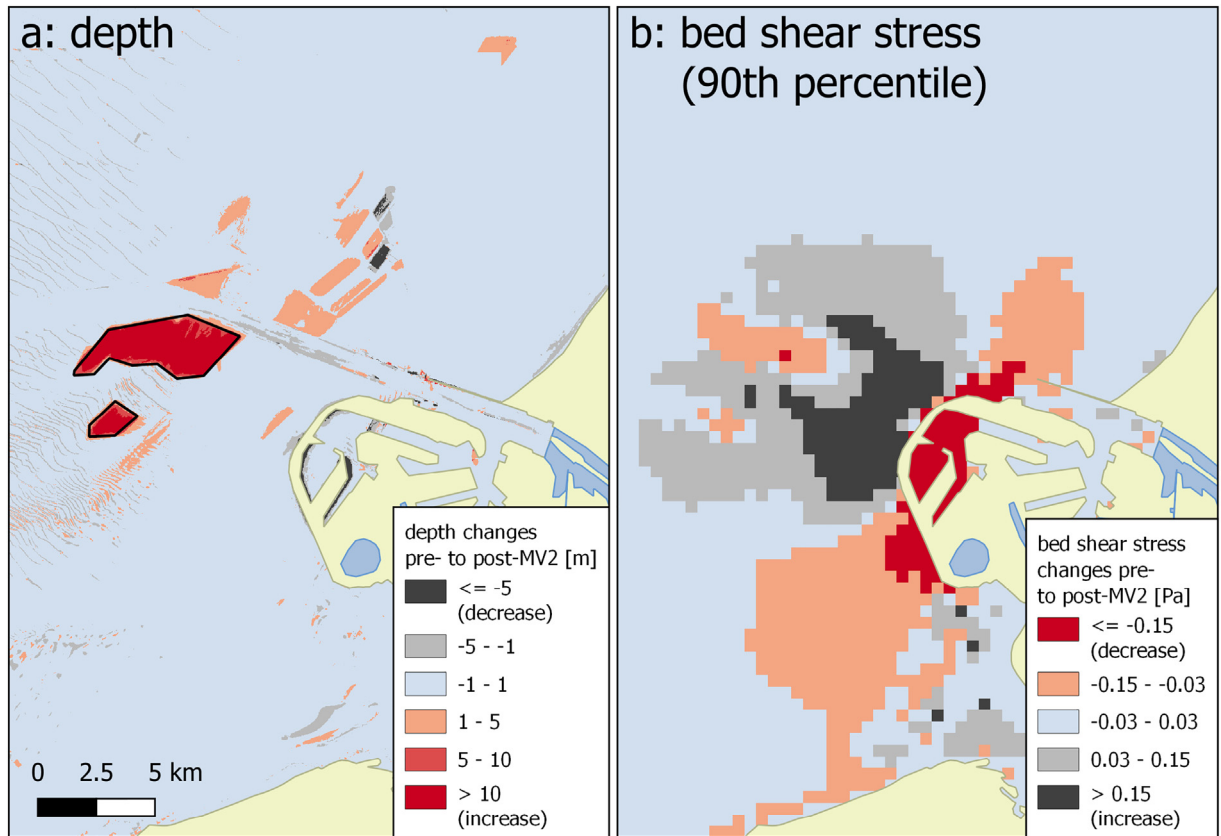 a: depth
0 2.5 5 km
depth changes
pre- to post-MV2 [m]
<= -5
(decrease)
-5 - -1
-1 - 1
1 - 5
5 - 10
> 10
(increase)
b: bed shear stress
(90th percentile)
bed shear stress
changes pre-
to post-MV2 [Pa]
<= -0.15
(decrease)
-0.15 - -0.03
-0.03 - 0.03
0.03 - 0.15
> 0.15
(increase)